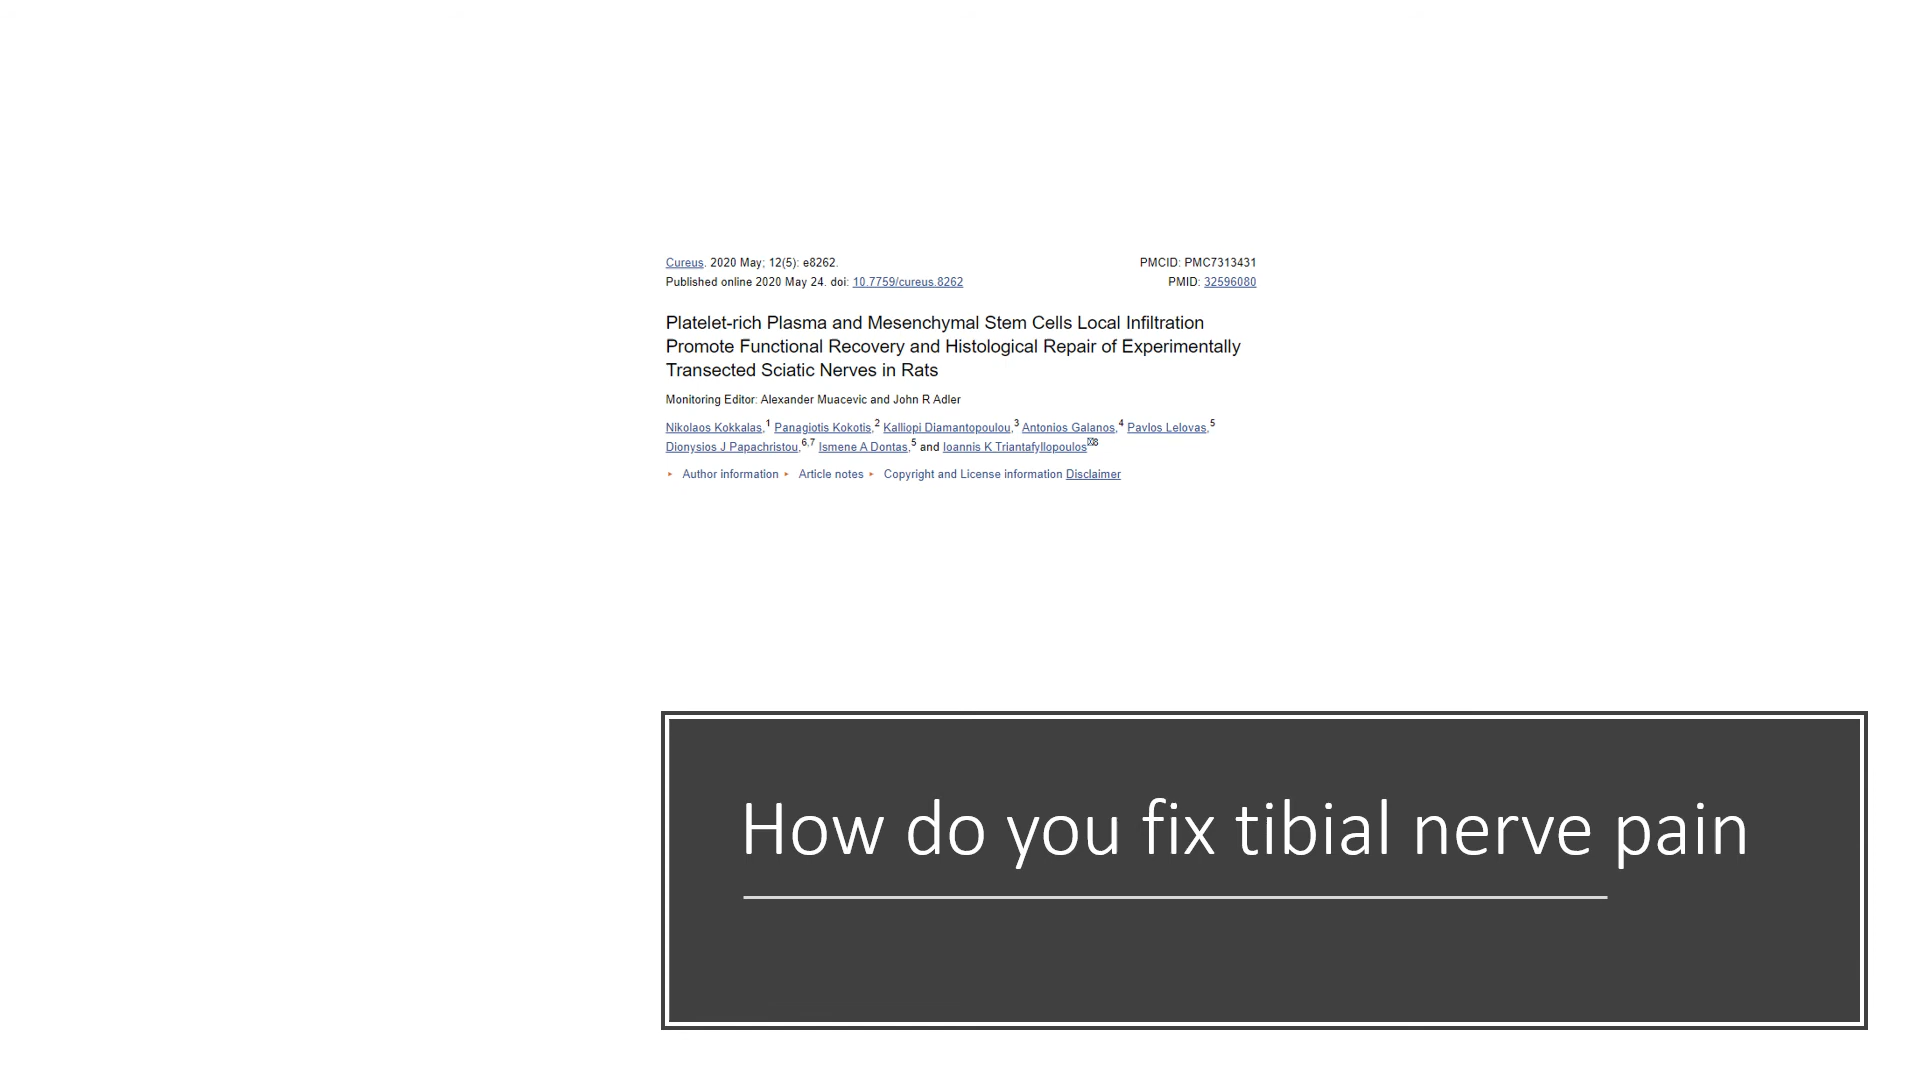 Cureus. 2020 May; 12(5): e8262.
PMCID: PMC7313431
Published online 2020 May 24. doi: 10.7759/cureus.8262
PMID: 32596080
Platelet-rich Plasma and Mesenchymal Stem Cells Local Infiltration
Promote Functional Recovery and Histological Repair of Experimentally
Transected Sciatic Nerves in Rats
Monitoring Editor: Alexander Muacevic and John R Adler
Nikolaos Kokkalas,1 Panagiotis Kokotis,2 Kalliopi Diamantopoulou,3 Antonios Galanos,4 Pavlos Lelovas,5
Dionysios J Papachristou,6,7 Ismene A Dontas,5 and Ioannis K Triantafyllopoulos8
Author information Article notes Copyright and License information Disclaimer
How do you fix tibial nerve pain